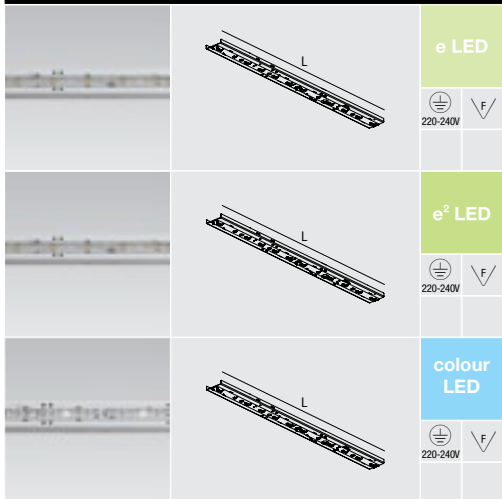 L
e LED
220-240V
F
L
e² LED
220-240V
F
L
colour
LED
220-240V
F